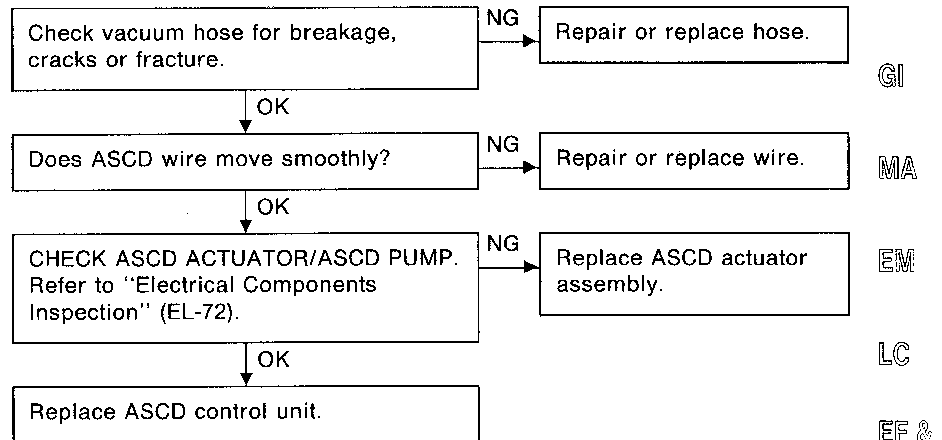 Check vacuum hose for breakage,
cracks or fracture.
NG
Repair or replace hose.
GI
OK
Does ASCD wire move smoothly?
NG
Repair or replace wire.
MA
OK
CHECK ASCD ACTUATOR/ASCD PUMP.
Refer to "Electrical Components
Inspection" (EL-72).
NG
Replace ASCD actuator
assembly.
EM
LC
OK
Replace ASCD control unit.
EF &